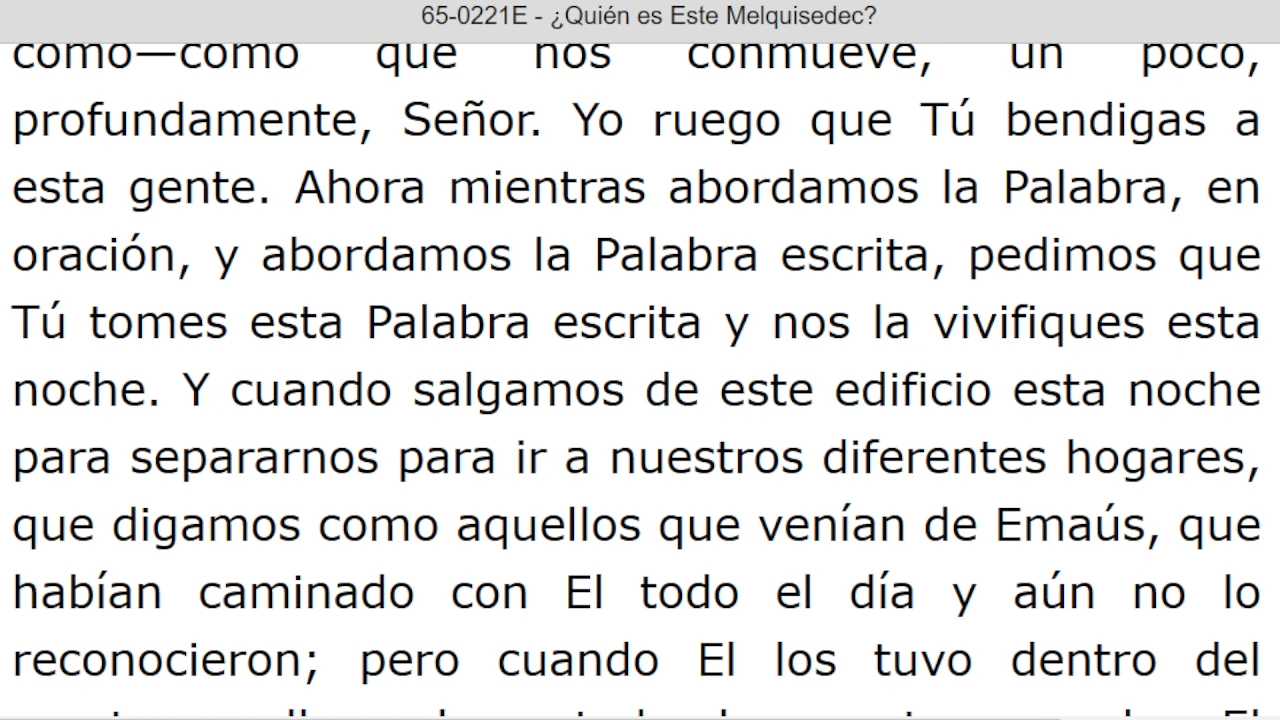 65-0221E - ¿Quién es Este Melquisedec?
como—como que nos conmueve, un poco,
profundamente, Señor. Yo ruego que Tú bendigas a
esta gente. Ahora mientras abordamos la Palabra, en
oración, y abordamos la Palabra escrita, pedimos que
Tú tomes esta Palabra escrita y nos la vivifiques esta
noche. Y cuando salgamos de este edificio esta noche
para separarnos para ir a nuestros diferentes hogares,
que digamos como aquellos que venían de Emaús, que
habían caminado con El todo el día y aún no lo
reconocieron; pero cuando El los tuvo dentro del